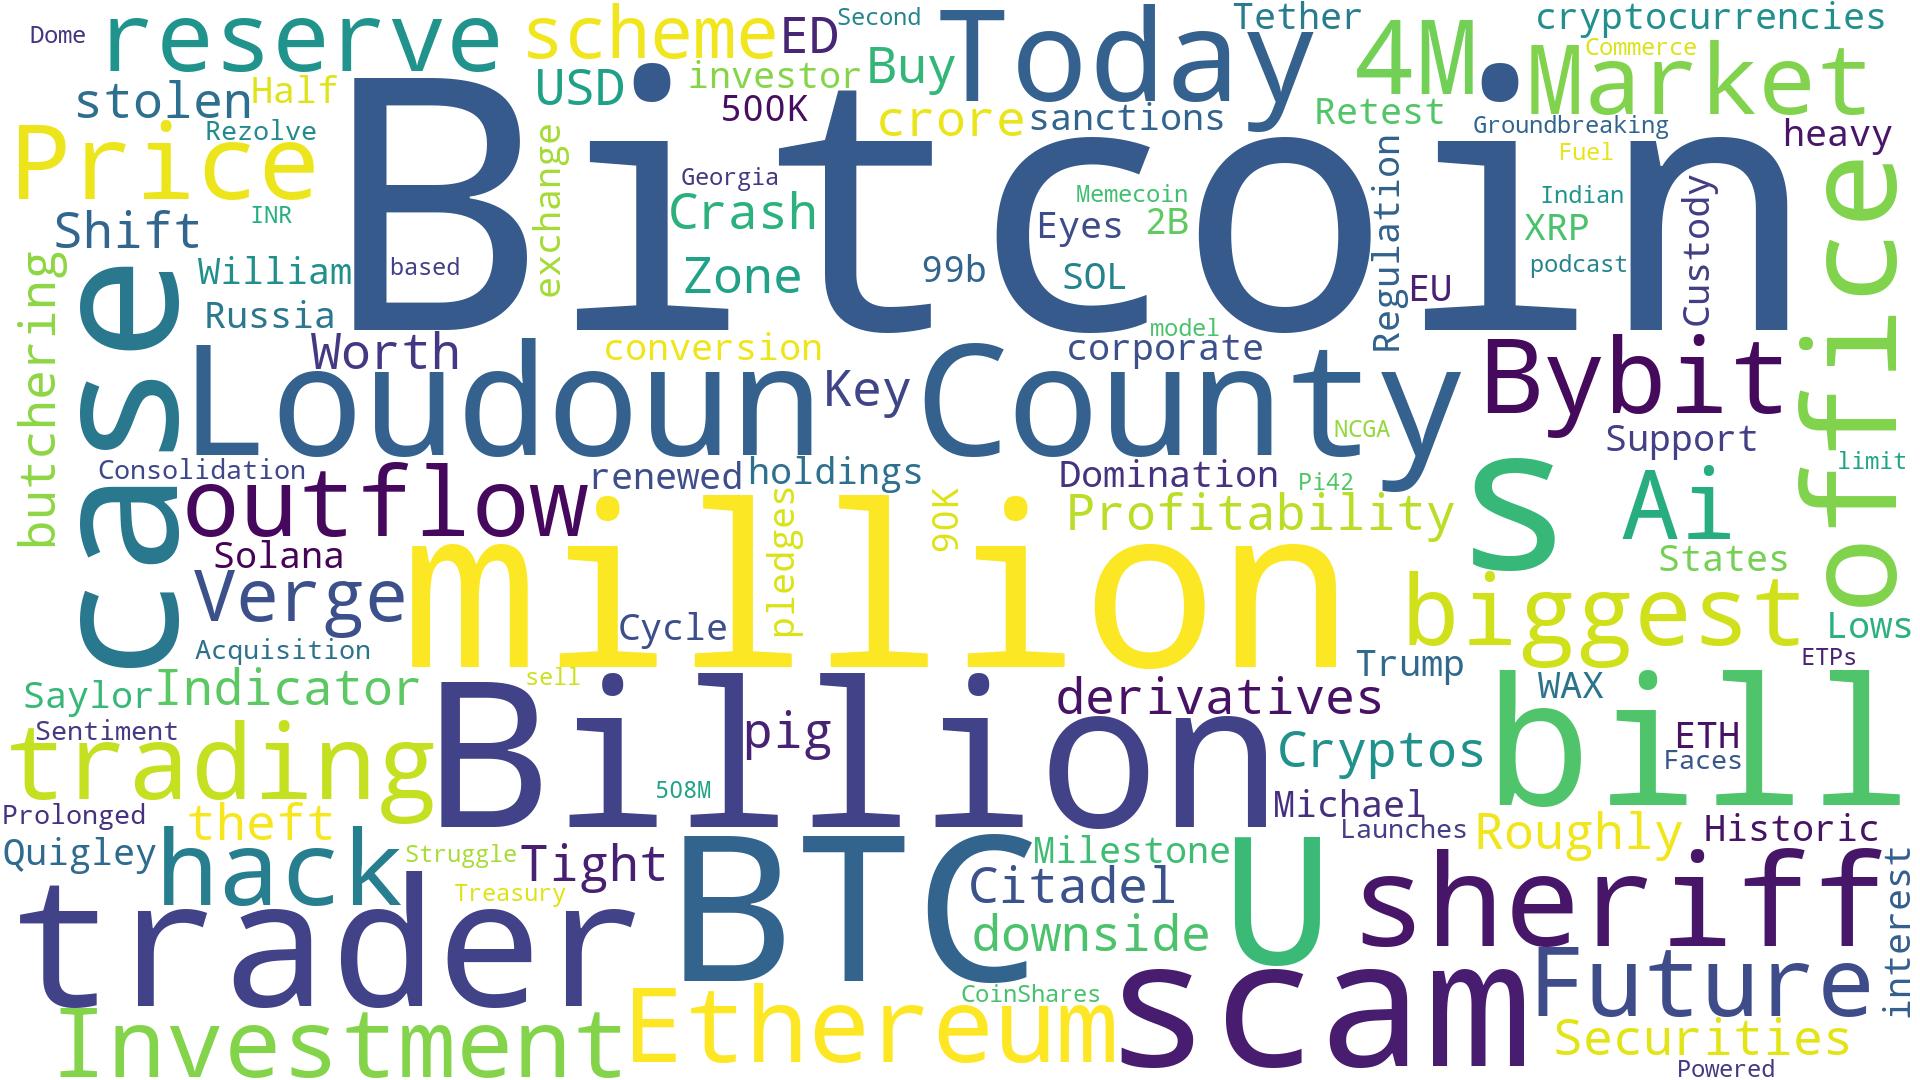 Dome
reserve
scheme
ED
Second
Today
Tether
cryptocurrencies
stolen
Half
USD
investor
Buy
4M
Commerce
Market
Price
Rezolve
500K
crore
sanctions
Retest
Groundbreaking
heavy
Bitcoin
exchange
Georgia
Crash
Memecoin
Eyes
2B
Regulation
Fuel
Indian
XRP
Custody
office
Shift
INR
William
based
Zone
99b
SOL
EU
podcast
butchering
case
Russia
Worth
conversion
model
corporate
Loudoun County
Key
NCGA
Bybit
Support
limit
Consolidation
outflow
renewed
holdings
Domination
Pi42
s
Ai
Solana
pledges
90K
Profitability
States
Verge
million
Cycle
biggest
Lows
Acquisition
sell
Trump
ETPs
Saylor
Indicator
Billion
derivatives
WAX
bill
Sentiment
trading
pig
Cryptos
ETH
Faces
508M
Prolonged
theft
Michael
Launches
Roughly
Historic
Quigley
hack
Struggle
Tight
BTC
Milestone
U
sheriff
interest
Treasury
Citadel
trader
downside
Future
Investment
Ethereum
CoinShares
scam
Securities
Powered